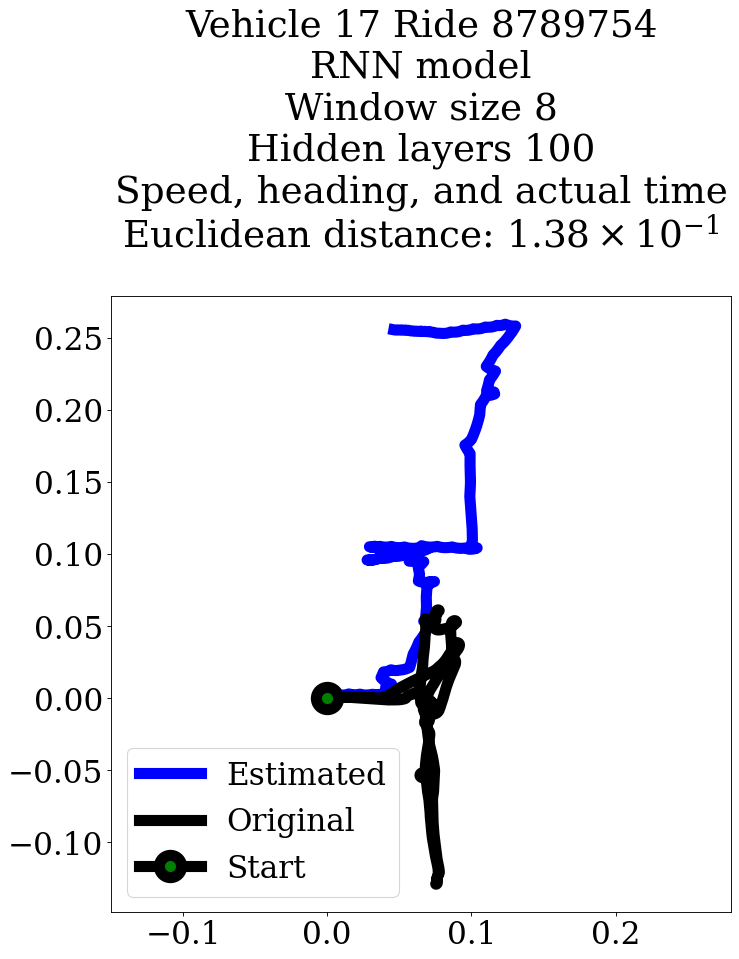 Vehicle 17 Ride 8789754
RNN model
Window size 8
Hidden layers 100
Speed, heading, and actual time
Euclidean distance: 1.38 × 10⁻¹
0.25
0.20
0.15
0.10
0.05
0.00
−0.05
−0.10
Estimated
Original
Start
−0.1 0.0 0.1 0.2